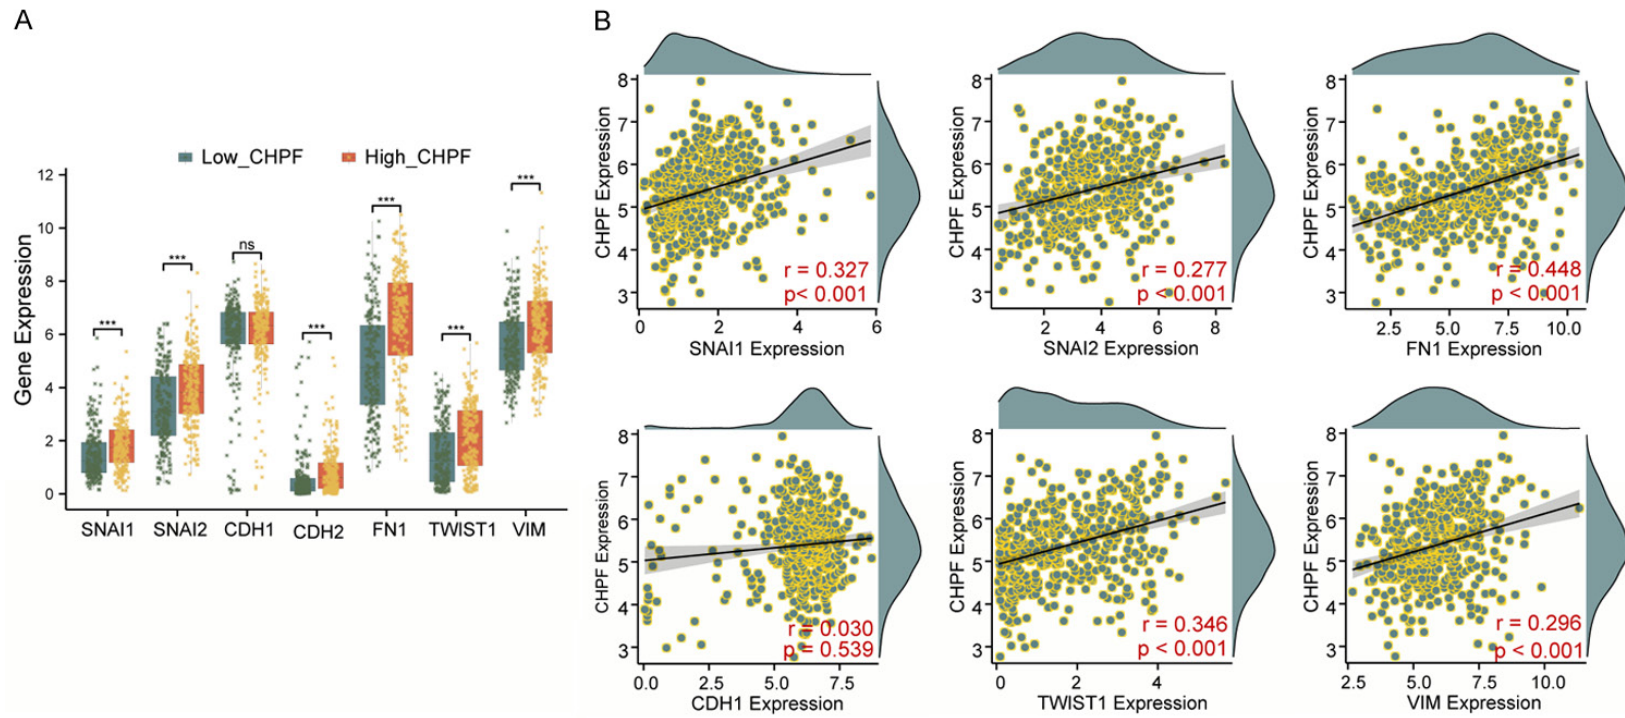 A
Low_CHPF High_CHPF
Gene Expression
12
10
8
6
4
2
0
*** *** ns *** *** *** ***
SNAI1 SNAI2 CDH1 CDH2 FN1 TWIST1 VIM
B
CHPF Expression
8
7
6
5
4
3
r = 0.327
p< 0.001
0 2 4 6
SNAI1 Expression
CHPF Expression
8
7
6
5
4
3
r = 0.277
p < 0.001
2 4 6 8
SNAI2 Expression
CHPF Expression
8
7
6
5
4
3
r = 0.448
p < 0.001
2.5 5.0 7.5 10.0
FN1 Expression
CHPF Expression
8
7
6
5
4
3
r = 0.030
p = 0.539
0.0 2.5 5.0 7.5
CDH1 Expression
CHPF Expression
8
7
6
5
4
3
r = 0.346
p < 0.001
0 2 4
TWIST1 Expression
CHPF Expression
8
7
6
5
4
3
r = 0.296
p < 0.001
2.5 5.0 7.5 10.0
VIM Expression